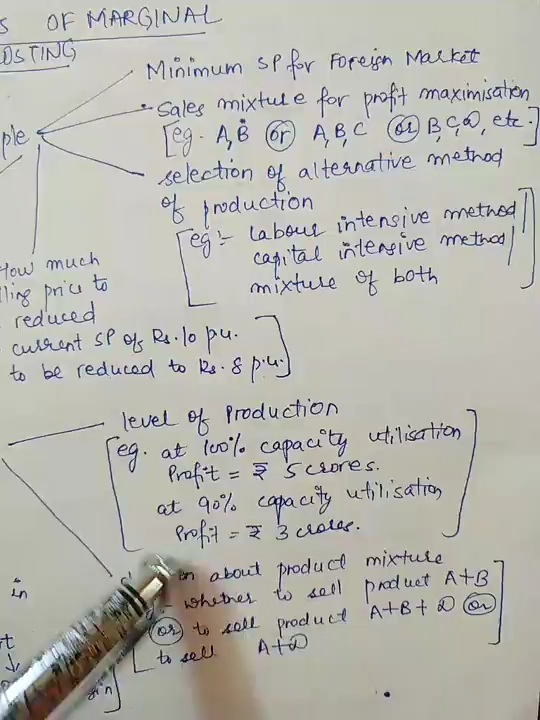 S OF MARGINAL
OSTING
Minimum SP for Foreign Market
Sales mixture for profit maximisation
[eg. A, B or A, B, C or B, C, D, etc.]
ple
selection of alternative method
of production
[eg:- labour intensive method/
capital intensive method/
mixture of both]
How much
lling price to
reduced
current SP of Rs. 10 p.u.
to be reduced to Rs. 8 p.u.]
level of Production
[eg. at 100% capacity utilisation
Profit = ₹ 5 crores.
at 90% capacity utilisation
Profit = ₹ 3 crores.]
n about product mixture
:- whether to sell product A+B
or to sell product A+B+D or
to sell A+D]
in